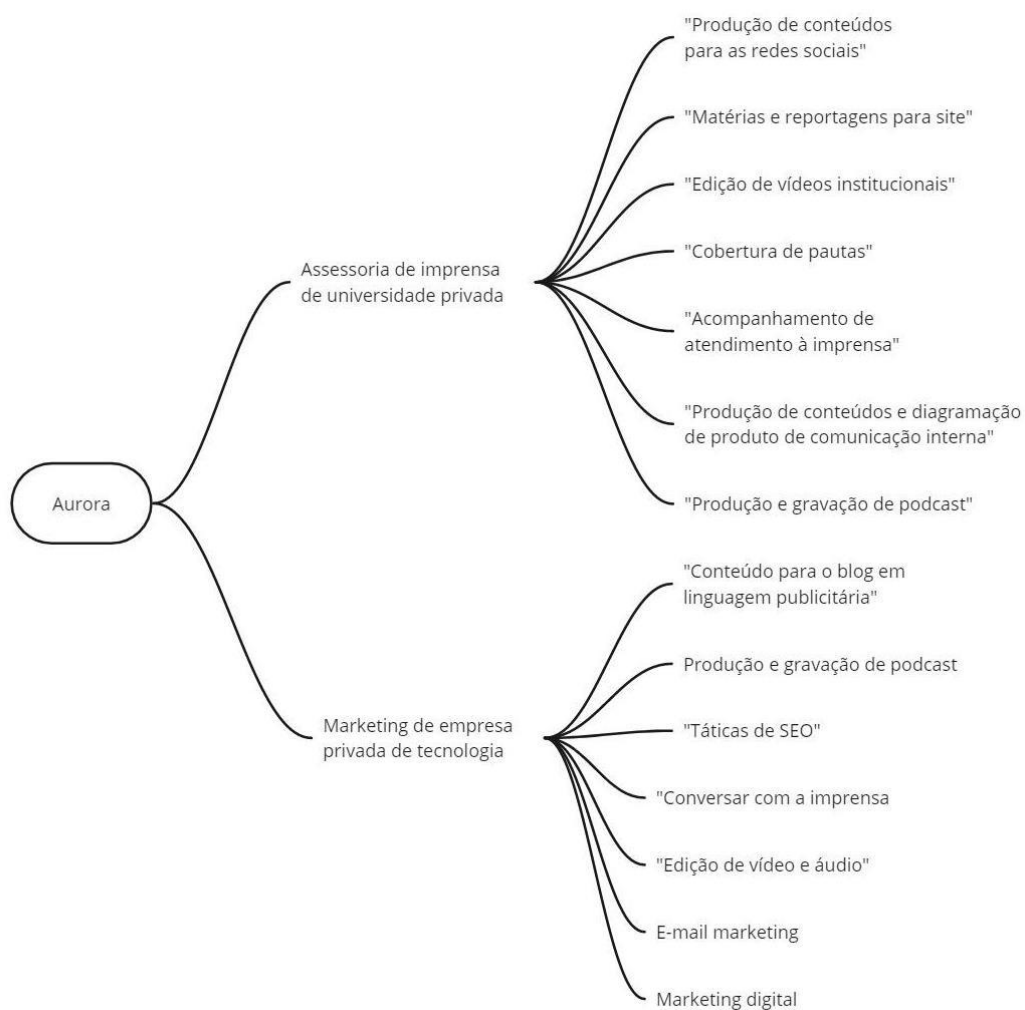 "Produção de conteúdos
para as redes sociais"
"Matérias e reportagens para site"
"Edição de vídeos institucionais"
"Cobertura de pautas"
Assessoria de imprensa
de universidade privada
"Acompanhamento de
atendimento à imprensa"
"Produção de conteúdos e diagramação
de produto de comunicação interna"
"Produção e gravação de podcast"
Aurora
"Conteúdo para o blog em
linguagem publicitária"
Produção e gravação de podcast
"Táticas de SEO"
Marketing de empresa
privada de tecnologia
"Conversar com a imprensa
"Edição de vídeo e áudio"
E-mail marketing
Marketing digital